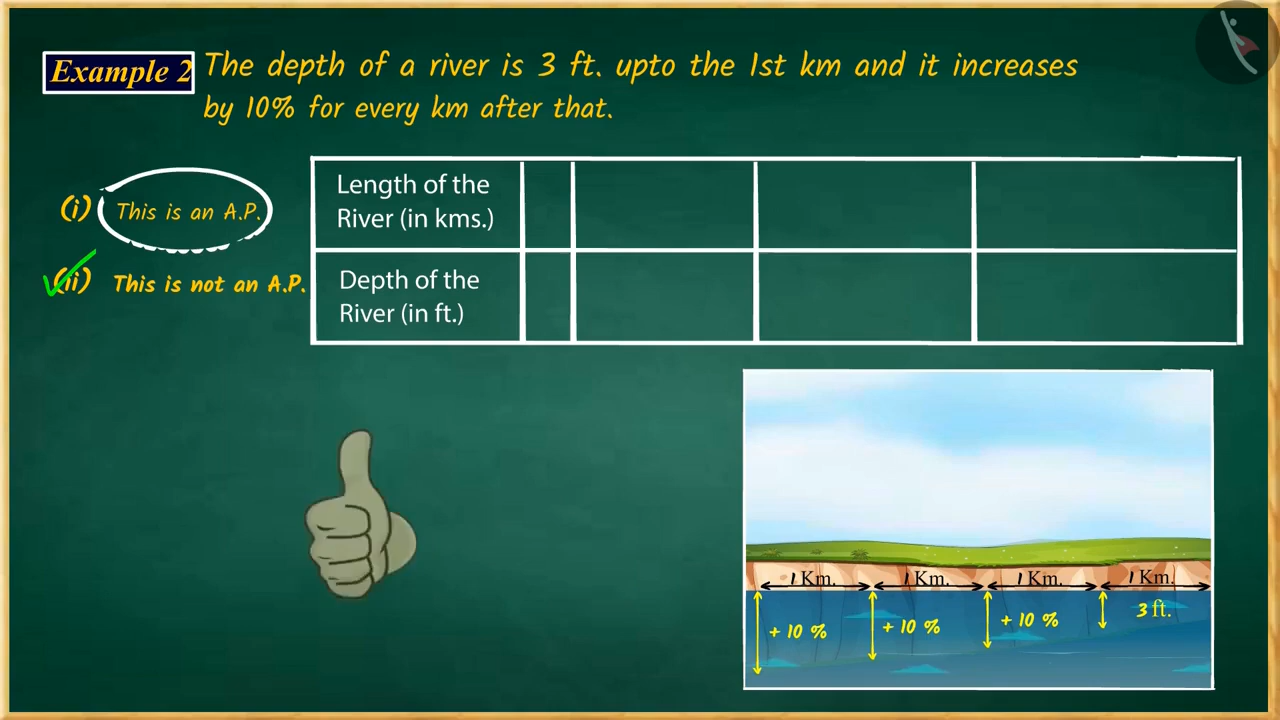 Example 2 The depth of a river is 3 ft. upto the 1st km and it increases
by 10% for every km after that.
(i) This is an A.P.
(ii) This is not an A.P.
Length of the
River (in kms.)
Depth of the
River (in ft.)
1 Km. 1 Km. 1 Km. 1 Km.
+ 10 % + 10 % + 10 % 3 ft.